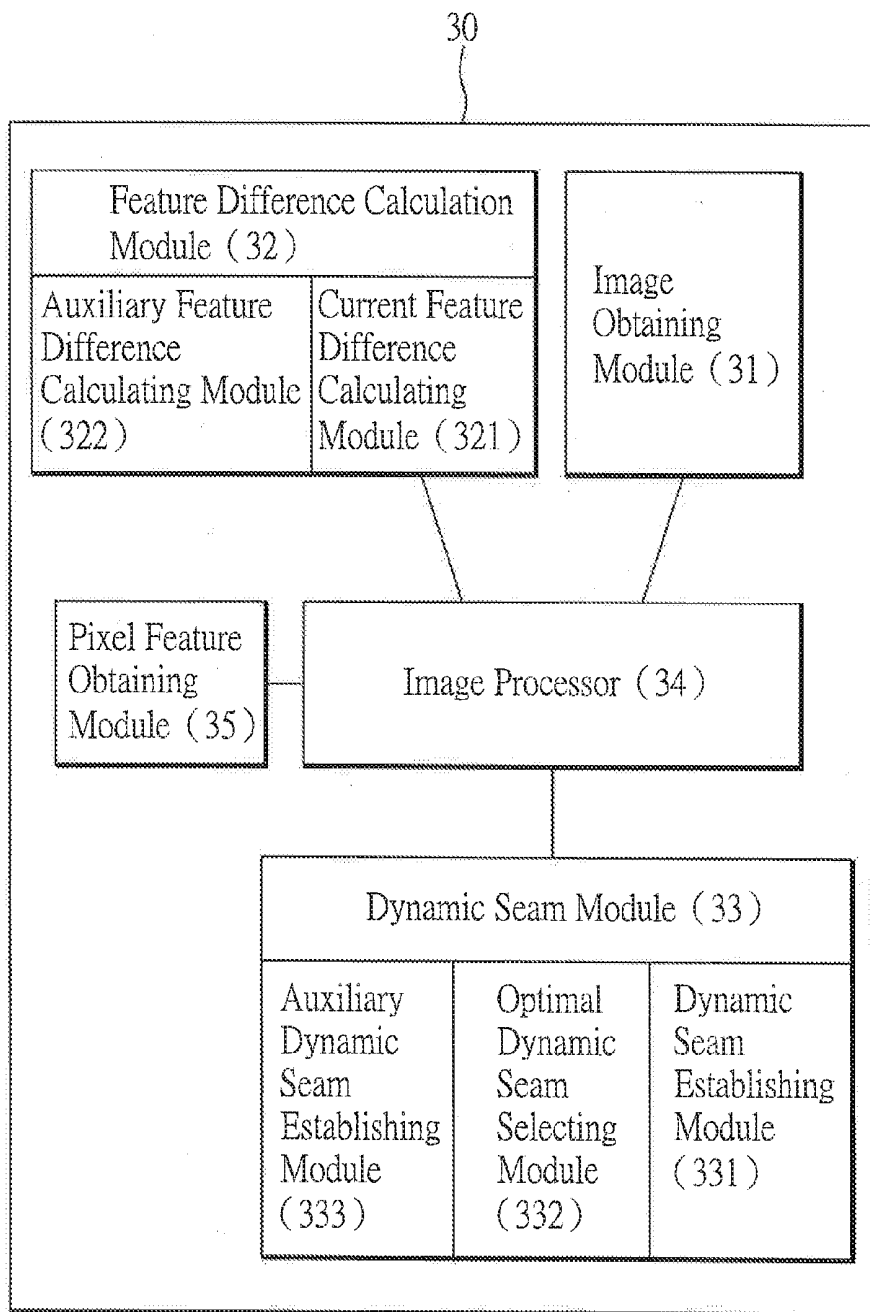 30
Feature Difference Calculation
Module (32)
Auxiliary Feature
Difference
Calculating Module
(322)
Current Feature
Difference
Calculating
Module (321)
Image
Obtaining
Module (31)
Pixel Feature
Obtaining
Module (35)
Image Processor (34)
Dynamic Seam Module (33)
Auxiliary
Dynamic
Seam
Establishing
Module
(333)
Optimal
Dynamic
Seam
Selecting
Module
(332)
Dynamic
Seam
Establishing
Module
(331)